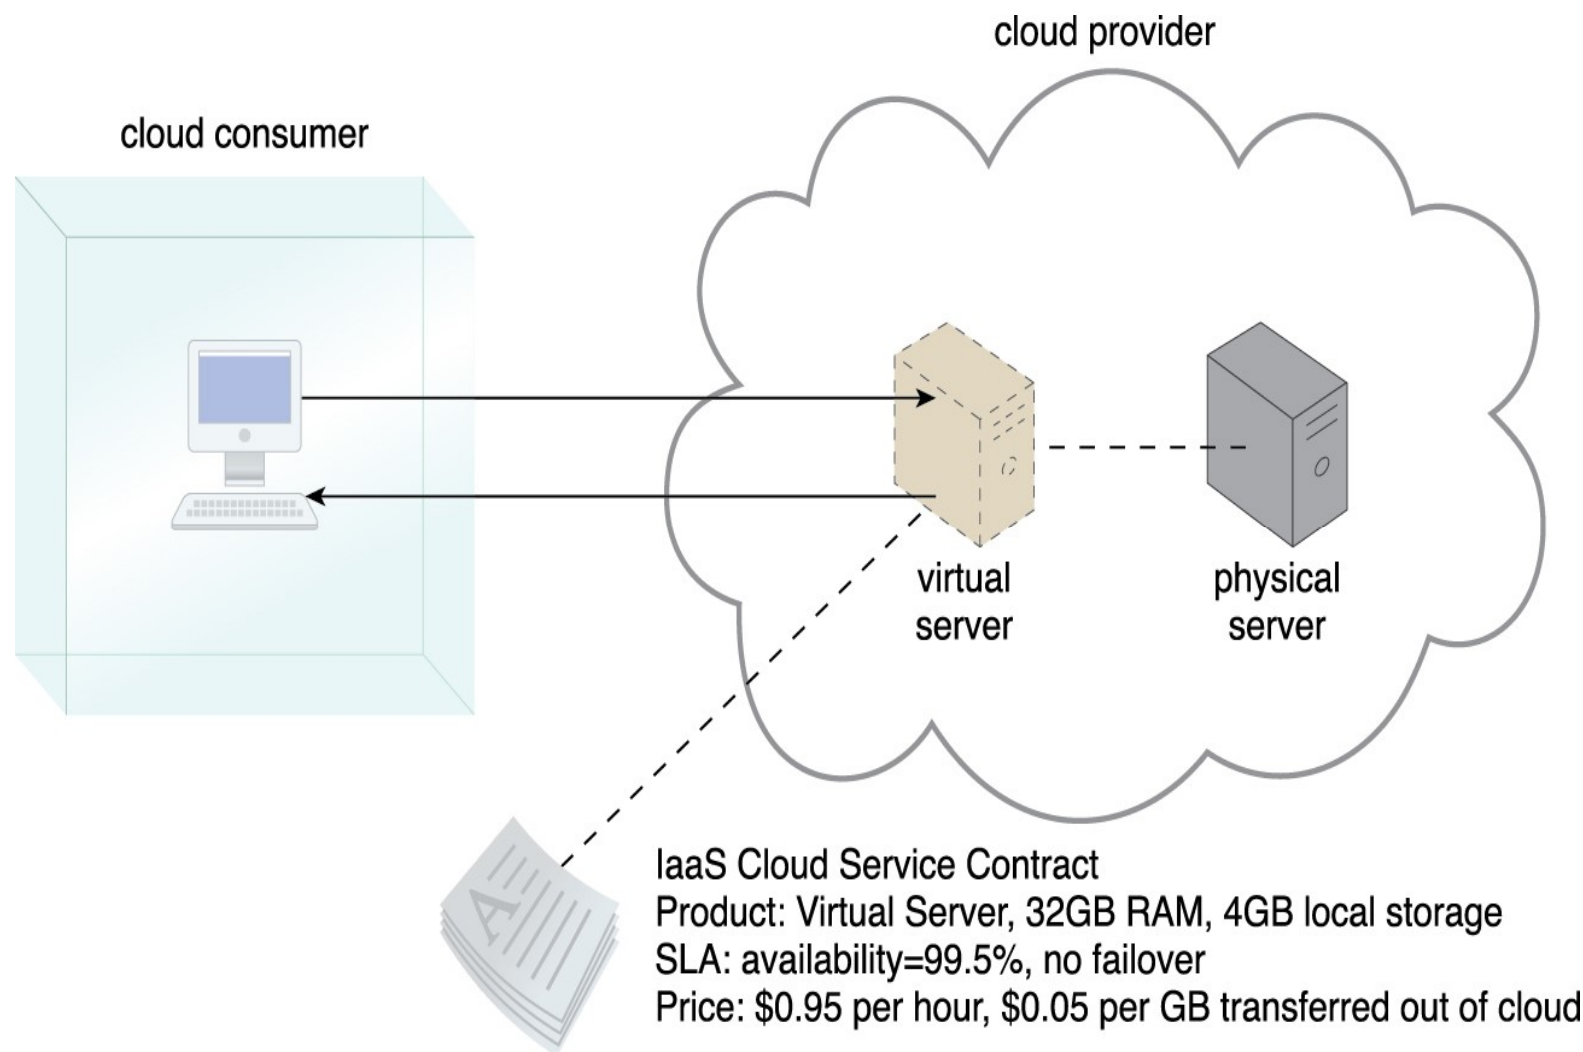 cloud provider
cloud consumer
virtual
server
physical
server
IaaS Cloud Service Contract
Product: Virtual Server, 32GB RAM, 4GB local storage
SLA: availability=99.5%, no failover
Price: $0.95 per hour, $0.05 per GB transferred out of cloud
A